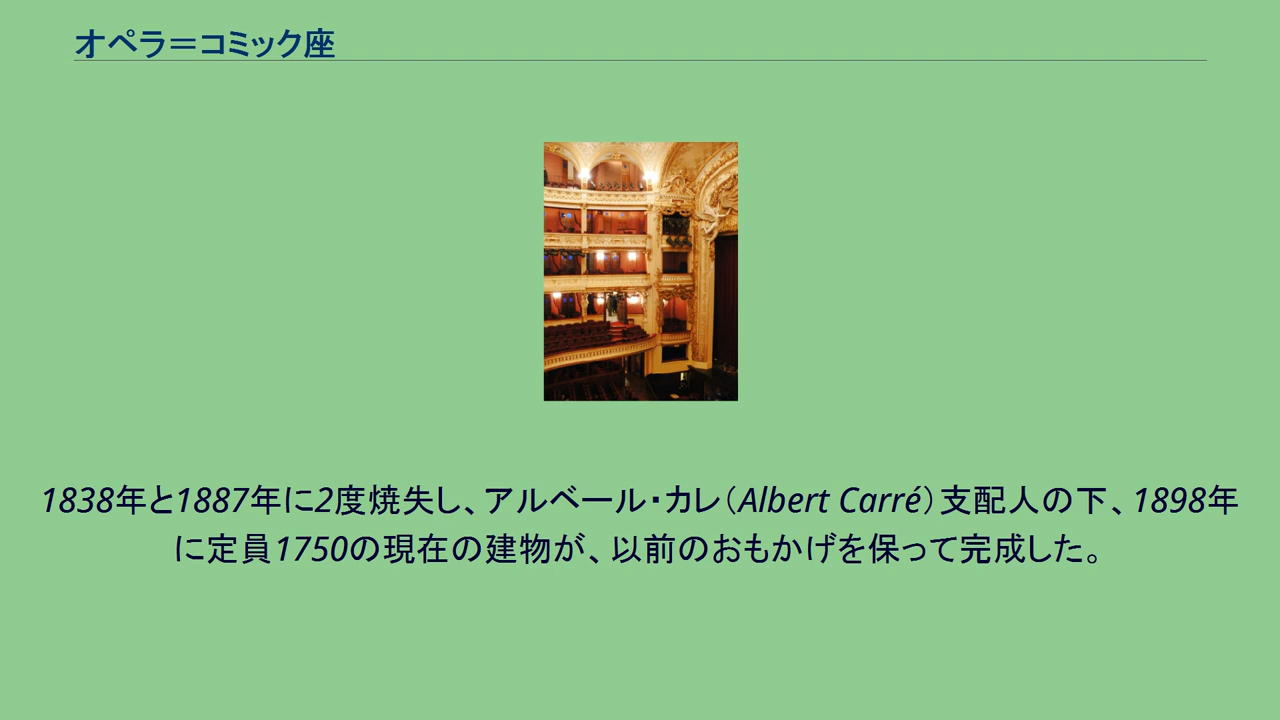 オペラ＝コミック座
1838年と1887年に2度焼失し、アルベール・カレ（Albert Carré）支配人の下、1898年
に定員1750の現在の建物が、以前のおもかげを保って完成した。